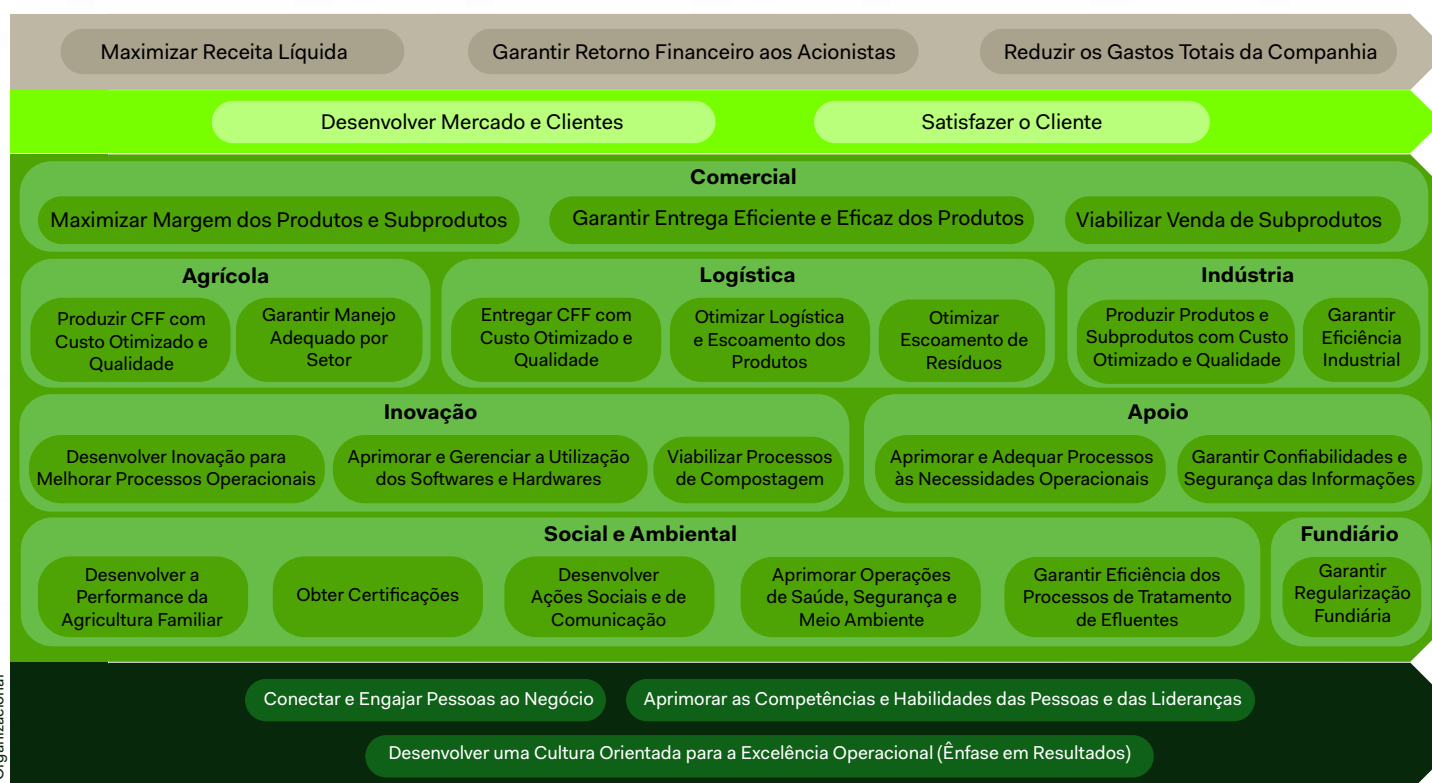 Maximizar Receita Líquida
Garantir Retorno Financeiro aos Acionistas
Reduzir os Gastos Totais da Companhia
Desenvolver Mercado e Clientes
Satisfazer o Cliente
Comercial
Maximizar Margem dos Produtos e Subprodutos
Garantir Entrega Eficiente e Eficaz dos Produtos
Viabilizar Venda de Subprodutos
Agrícola
Produzir CFF com
Custo Otimizado e
Qualidade
Garantir Manejo
Adequado por
Setor
Logística
Entregar CFF com
Custo Otimizado e
Qualidade
Otimizar Logística
e Escoamento dos
Produtos
Otimizar
Escoamento de
Resíduos
Indústria
Produzir Produtos e
Subprodutos com Custo
Otimizado e Qualidade
Garantir
Eficiência
Industrial
Inovação
Desenvolver Inovação para
Melhorar Processos Operacionais
Aprimorar e Gerenciar a Utilização
dos Softwares e Hardwares
Viabilizar Processos
de Compostagem
Apoio
Aprimorar e Adequar Processos
às Necessidades Operacionais
Garantir Confiabilidades e
Segurança das Informações
Social e Ambiental
Desenvolver a
Performance da
Agricultura Familiar
Obter Certificações
Desenvolver
Ações Sociais e de
Comunicação
Aprimorar Operações
de Saúde, Segurança e
Meio Ambiente
Garantir Eficiência dos
Processos de Tratamento
de Efluentes
Fundiário
Garantir
Regularização
Fundiária
Conectar e Engajar Pessoas ao Negócio
Aprimorar as Competências e Habilidades das Pessoas e das Lideranças
Desenvolver uma Cultura Orientada para a Excelência Operacional (Ênfase em Resultados)
Organizacional